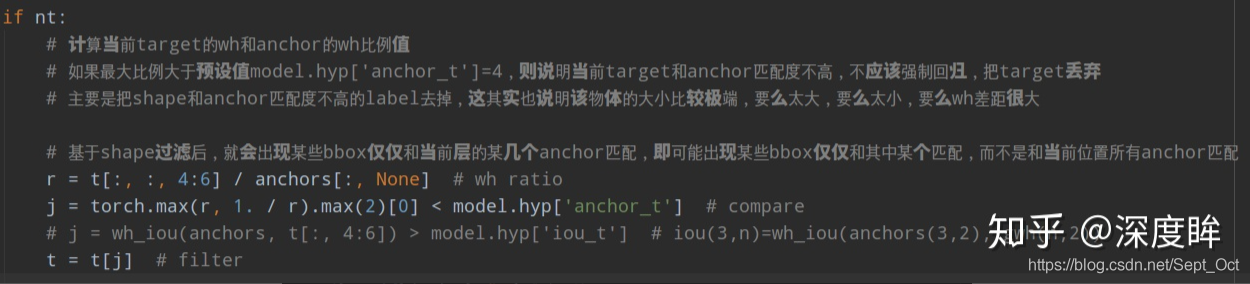 if nt:
# 计算当前target的wh和anchor的wh比例值
# 如果最大比例大于预设值model.hyp['anchor_t']=4，则说明当前target和anchor匹配度不高，不应该强制回归，把target丢弃
# 主要是把shape和anchor匹配度不高的label去掉，这其实也说明该物体的大小比较极端，要么太大，要么太小，要么wh差距很大
# 基于shape过滤后，就会出现某些bbox仅仅和当前层的某几个anchor匹配，即可能出现某些bbox仅仅和其中某个匹配，而不是和当前位置所有anchor匹配
r = t[:, :, 4:6] / anchors[:, None]  # wh ratio
j = torch.max(r, 1. / r).max(2)[0] < model.hyp['anchor_t']  # compare
# j = wh_iou(anchors, t[:, 4:6]) > model.hyp['iou_t']  # iou(3,n)=wh_iou(anchors(3,2),
t = t[j]  # filter
知乎 @深度眸
https://blog.csdn.net/Sept_Oct